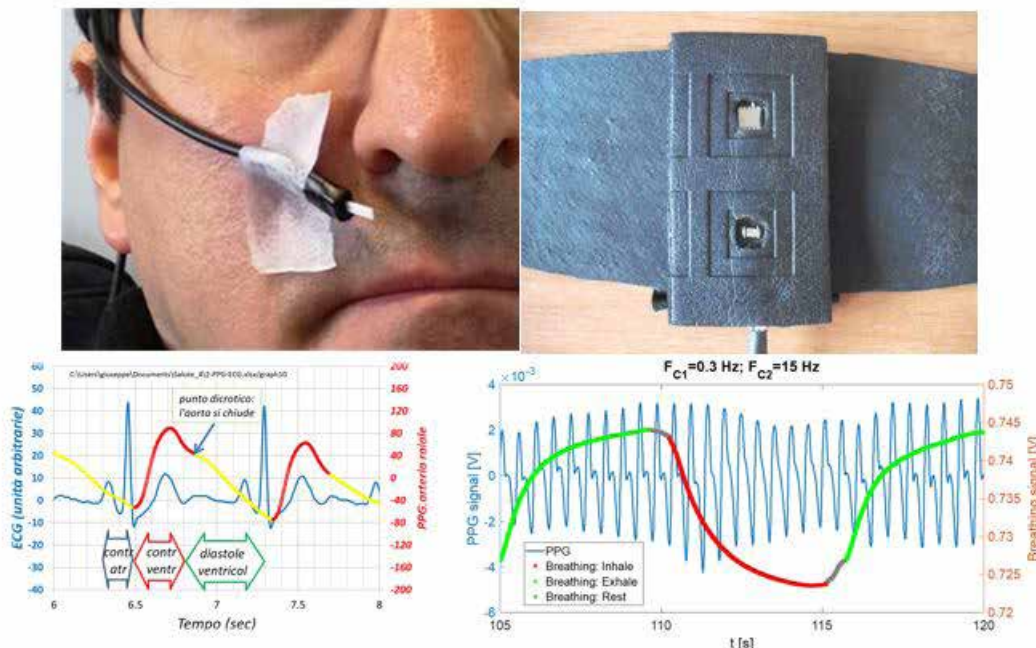 C:\Users\giuseppe\Documents\Salute_4\2-PPG-ECG.xlsx!graph10
ECG (unità arbitrarie)
60
50
40
30
20
10
0
-10
-20
-30
-40
punto dicrotico:
l'aorta si chiude
200
160
120
80
40
0
-40
-80
-120
-160
-200
PPG arteria raiale
contr
atr
contr
ventr
diastole
ventricol
6
6.5
7
7.5
8
Tempo (sec)
F C1=0.3 Hz; F C2=15 Hz
×10-3
PPG signal [V]
4
2
0
-2
-4
-6
0.75
0.745
0.74
0.735
0.73
0.725
0.72
Breathing signal [V]
PPG
Breathing: Inhale
Breathing: Exhale
Breathing: Rest
105
110
115
120
t [s]